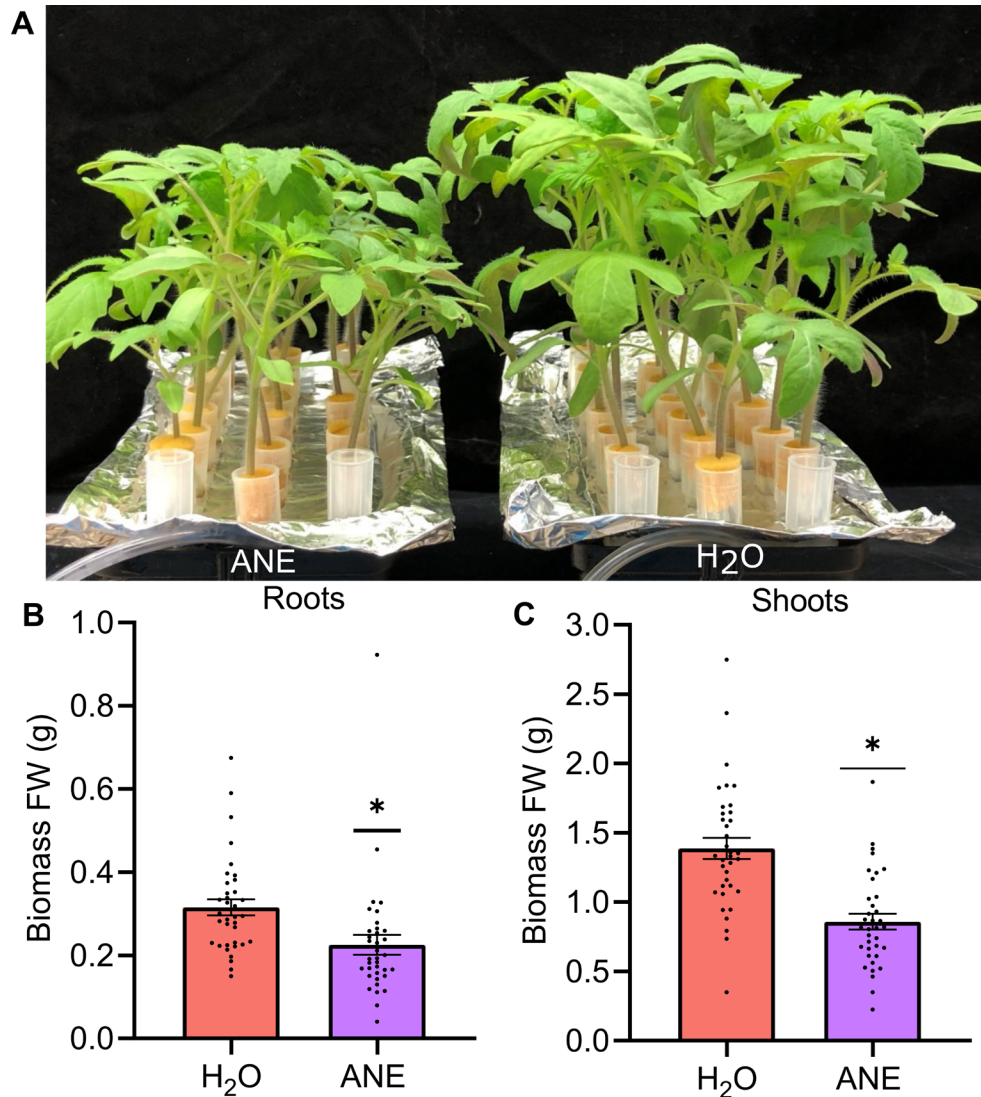 A
ANE
H₂O
B
Roots
Biomass FW (g)
1.0
0.8
0.6
0.4
0.2
0.0
*
H₂O
ANE
C
Shoots
Biomass FW (g)
3.0
2.5
2.0
1.5
1.0
0.5
0.0
*
H₂O
ANE